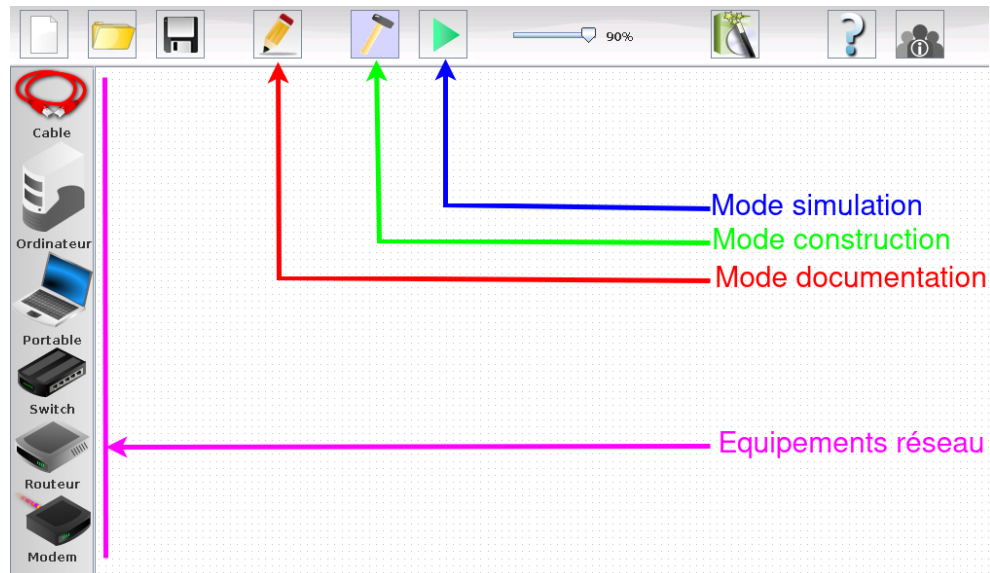 90%
Cable
Ordinateur
Portable
Switch
Routeur
Modem
Mode simulation
Mode construction
Mode documentation
Equipements réseau